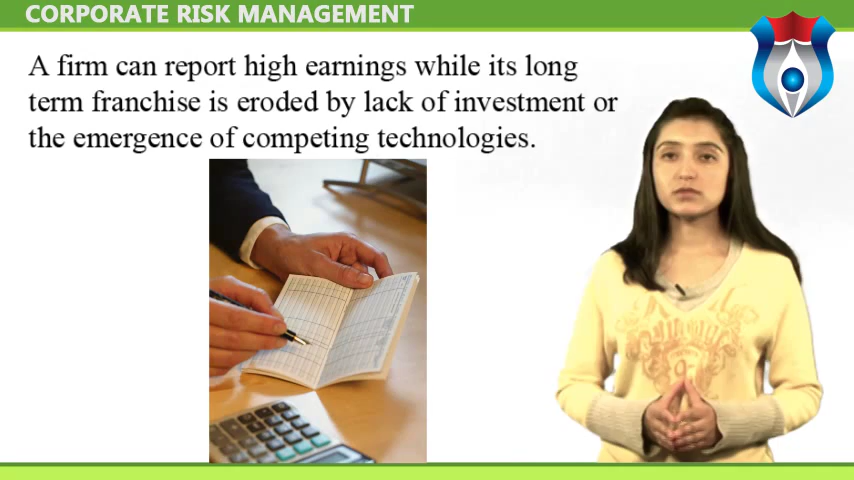 CORPORATE RISK MANAGEMENT
A firm can report high earnings while its long
term franchise is eroded by lack of investment or
the emergence of competing technologies.